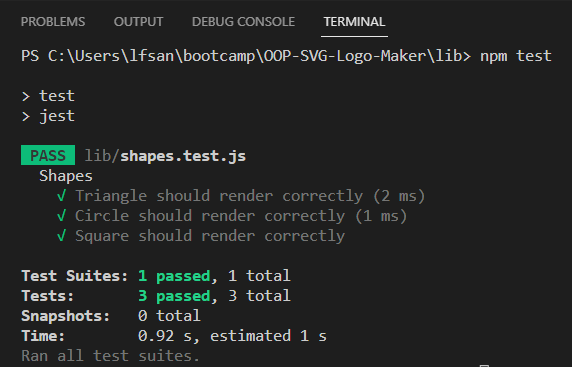 PROBLEMS OUTPUT DEBUG CONSOLE TERMINAL
PS C:\Users\lfsan\bootcamp\OOP-SVG-Logo-Maker\lib> npm test
> test
> jest
PASS lib/shapes.test.js
Shapes
√ Triangle should render correctly (2 ms)
√ Circle should render correctly (1 ms)
√ Square should render correctly
Test Suites: 1 passed, 1 total
Tests: 3 passed, 3 total
Snapshots: 0 total
Time: 0.92 s, estimated 1 s
Ran all test suites.